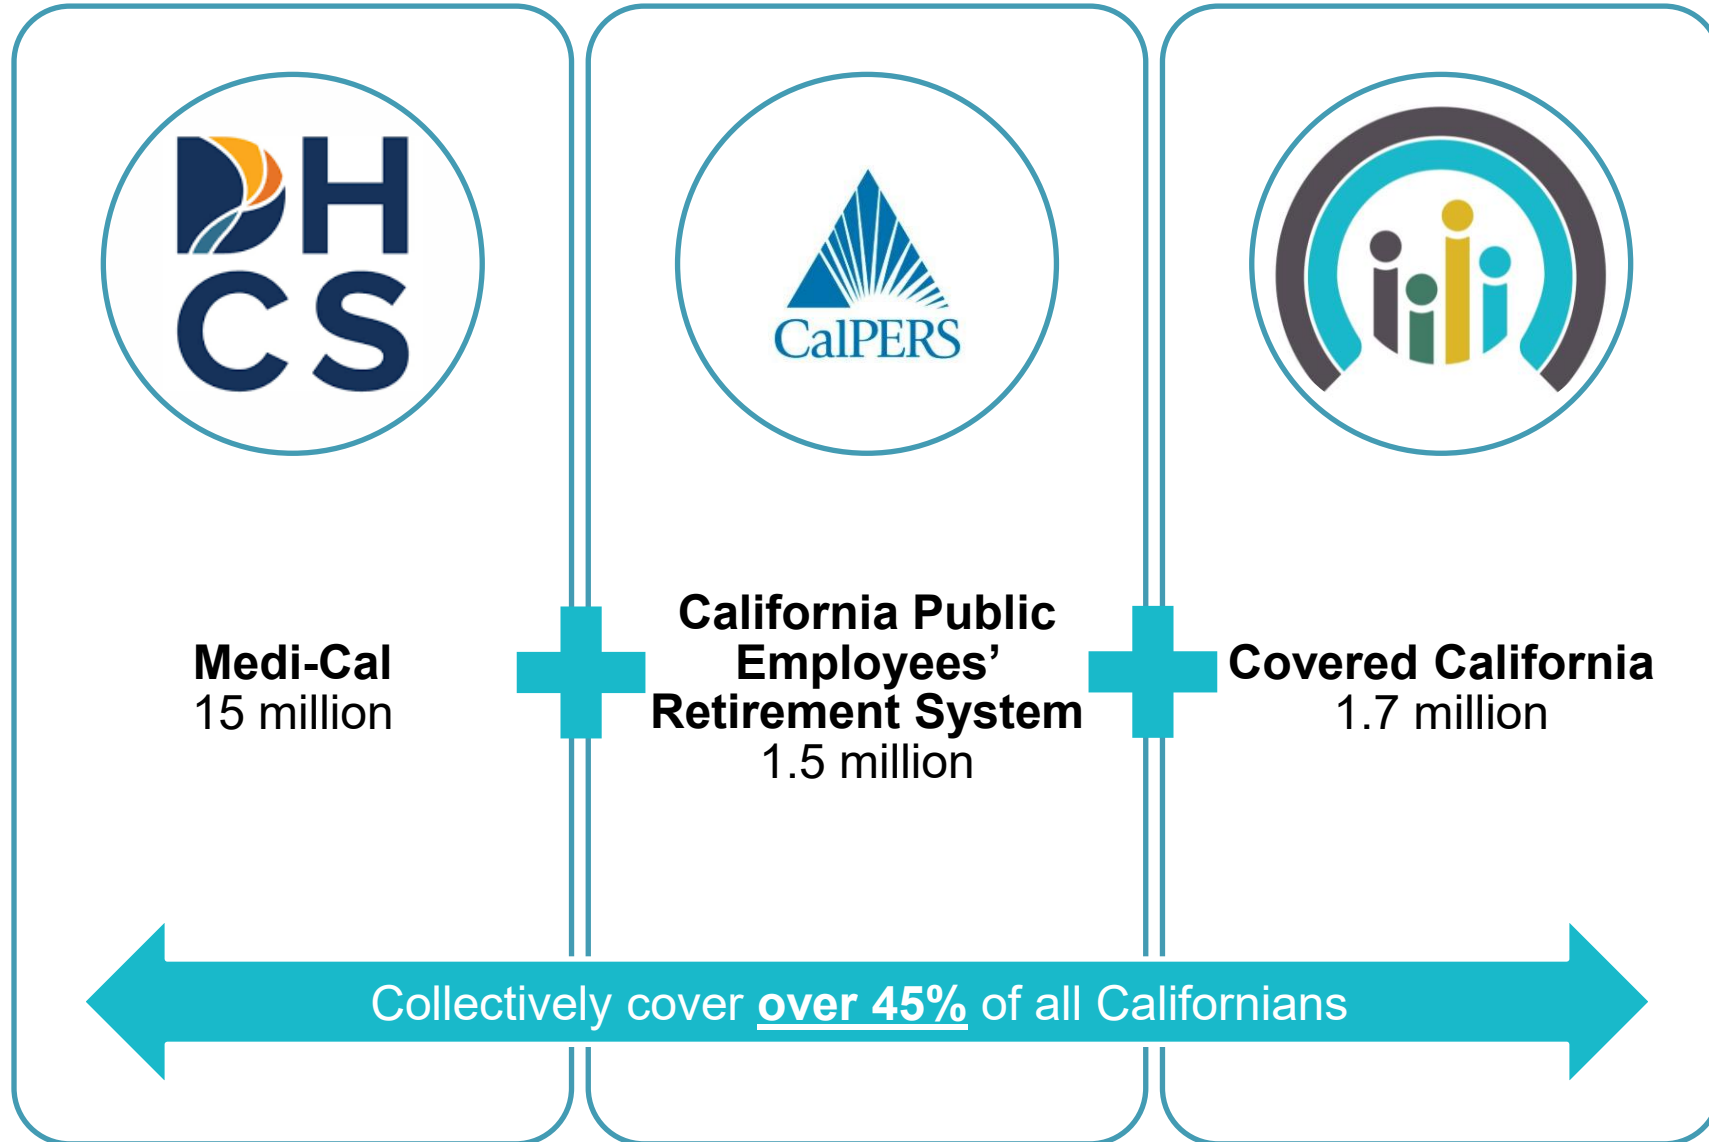 DH
CS
CalPERS
Medi-Cal
15 million
California Public
Employees’
Retirement System
1.5 million
Covered California
1.7 million
Collectively cover over 45% of all Californians